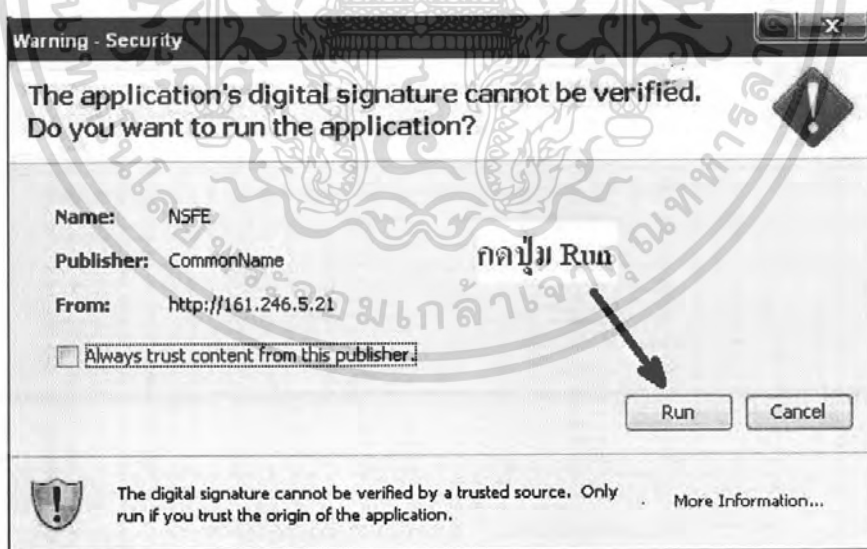 Warning - Security
The application's digital signature cannot be verified.
Do you want to run the application?
Name: NSFE
Publisher: CommonName
From: http://161.246.5.21
กดปุ่ม Run
Always trust content from this publisher.
Run Cancel
The digital signature cannot be verified by a trusted source. Only
run if you trust the origin of the application.
More Information...